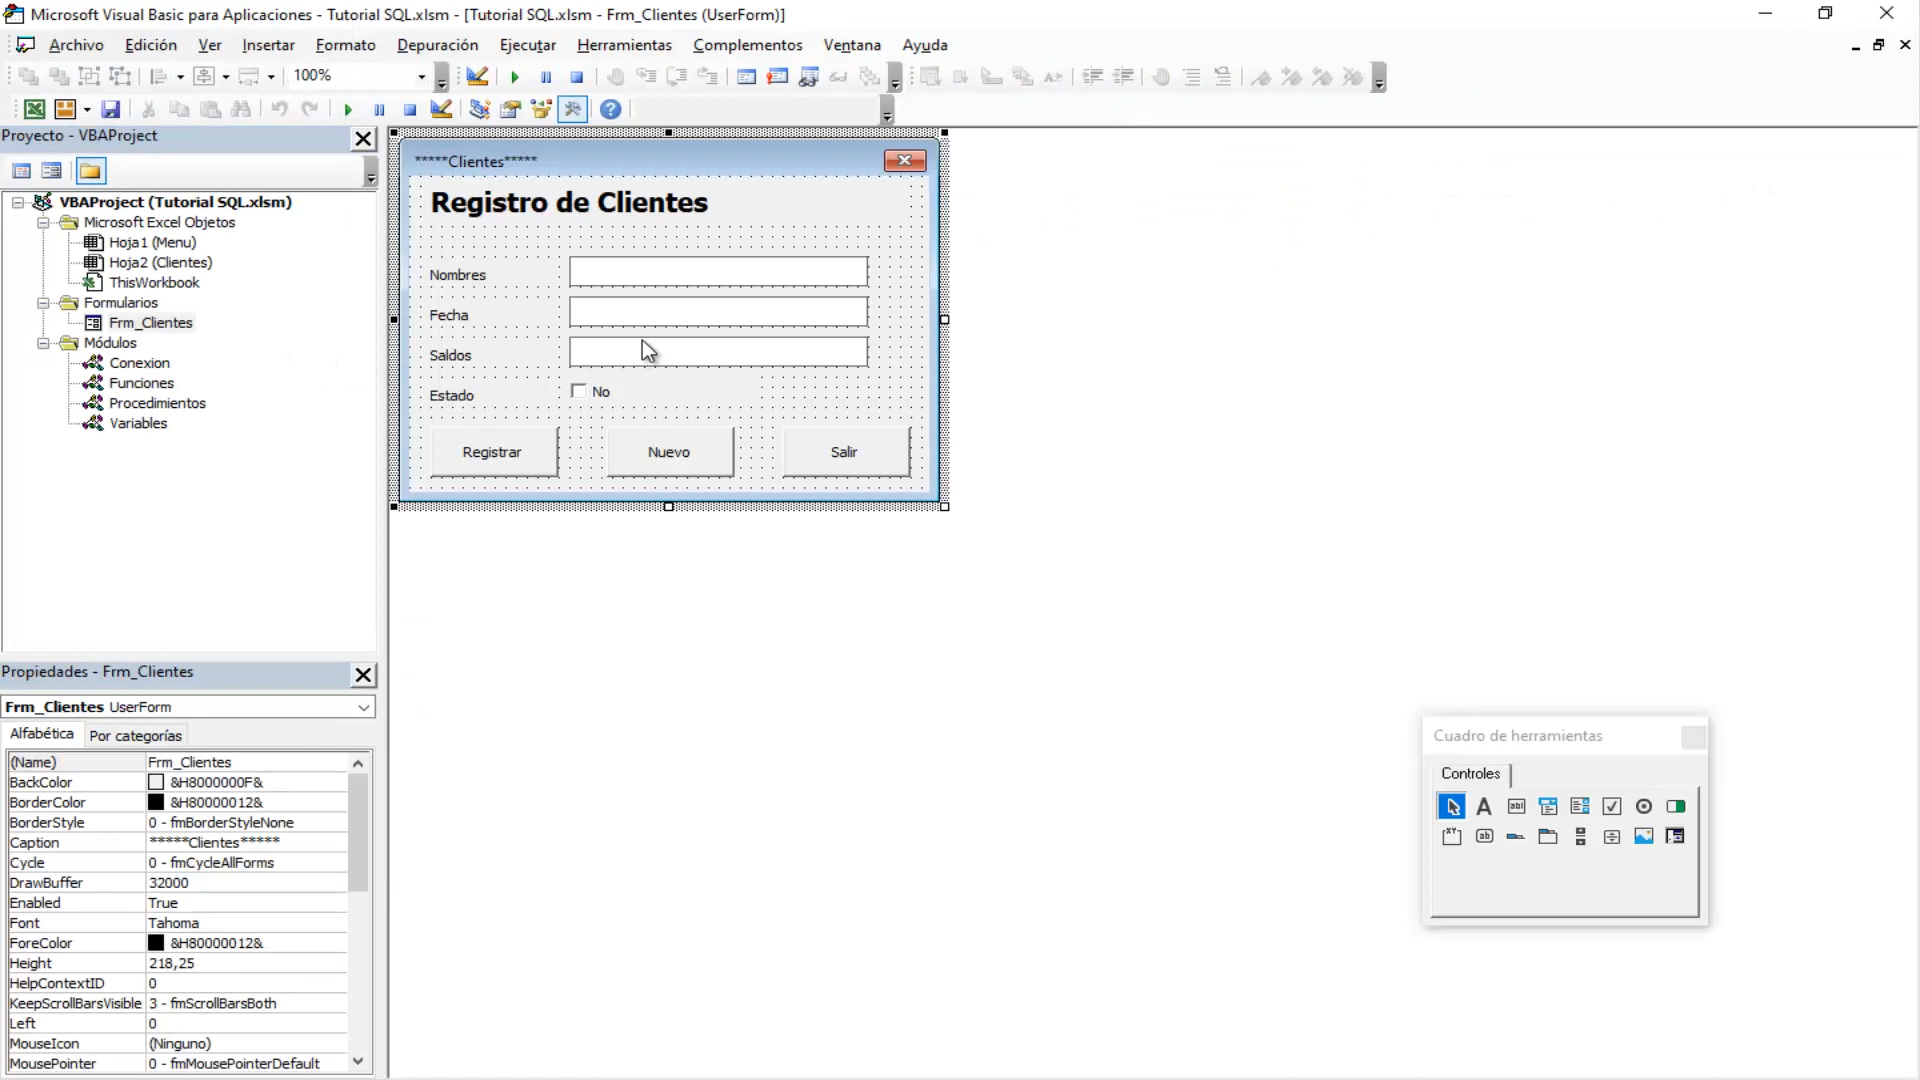 Microsoft Visual Basic para Aplicaciones - Tutorial SQL.xlsm - [Tutorial SQL.xlsm - Frm_Clientes (UserForm)]
Archivo Edición Ver Insertar Formato Depuración Ejecutar Herramientas Complementos Ventana Ayuda
100%
Proyecto - VBAProject
VBAProject (Tutorial SQL.xlsm)
Microsoft Excel Objetos
Hoja1 (Menu)
Hoja2 (Clientes)
ThisWorkbook
Formularios
Frm_Clientes
Módulos
Conexion
Funciones
Procedimientos
Variables
*****Clientes*****
Registro de Clientes
Nombres
Fecha
Saldos
Estado No
Registrar Nuevo Salir
Propiedades - Frm_Clientes
Frm_Clientes UserForm
Alfabética Por categorías
(Name) Frm_Clientes
BackColor &H8000000F&
BorderColor &H80000012&
BorderStyle 0 - fmBorderStyleNone
Caption *****Clientes*****
Cycle 0 - fmCycleAllForms
DrawBuffer 32000
Enabled True
Font Tahoma
ForeColor &H80000012&
Height 218,25
HelpContextID 0
KeepScrollBarsVisible 3 - fmScrollBarsBoth
Left 0
MouseIcon (Ninguno)
MousePointer 0 - fmMousePointerDefault
Cuadro de herramientas
Controles